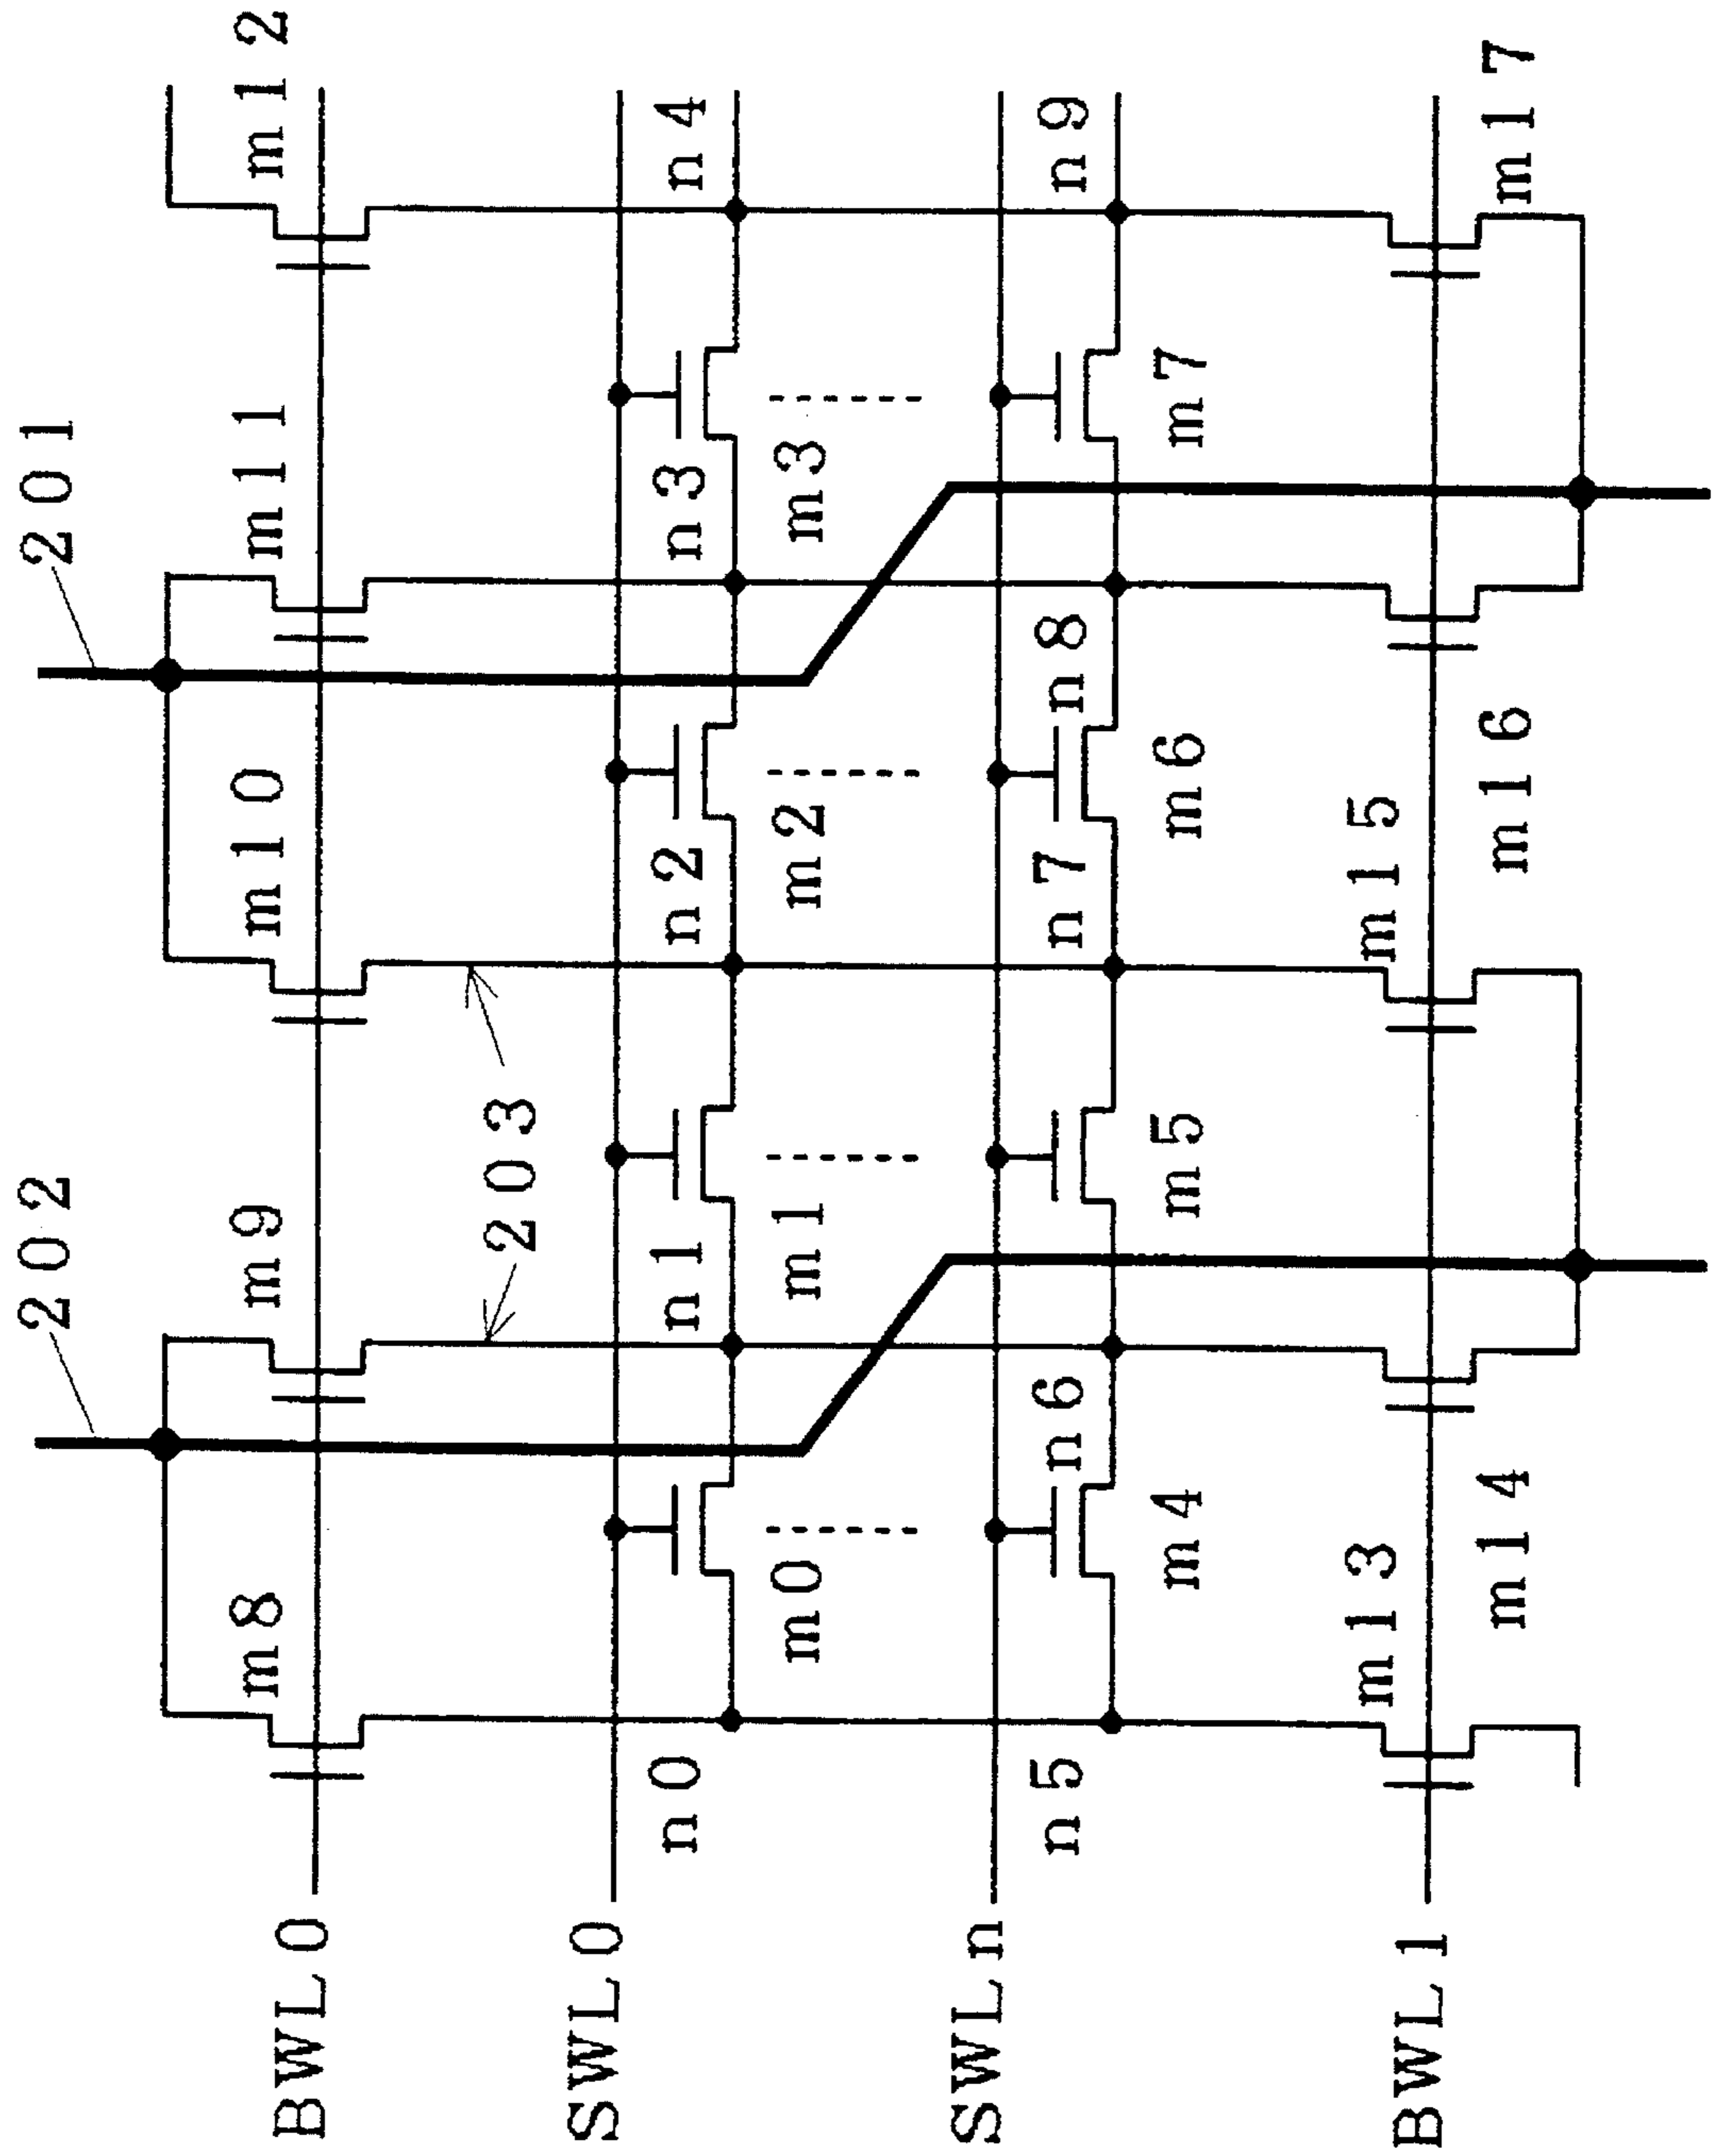 202 201
m8 m9 m10 m11 m12
BWL0
203
SWL0
n0 n1 n2 n3 n4
m0 m1 m2 m3
SWLn
n5 n6 n7 n8 n9
m4 m5 m6 m7
m13 m15
BWL1
m14 m16 m17